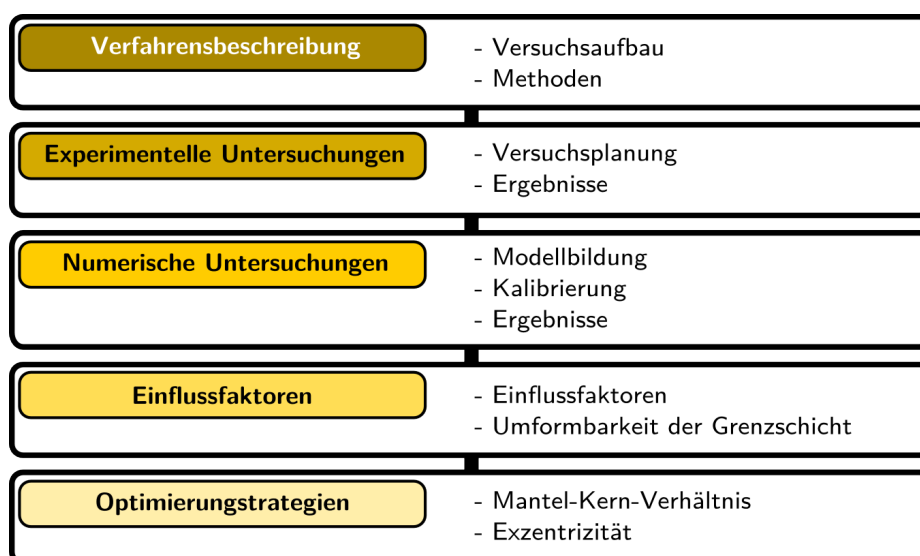 Verfahrensbeschreibung
- Versuchsaufbau
- Methoden
Experimentelle Untersuchungen
- Versuchsplanung
- Ergebnisse
Numerische Untersuchungen
- Modellbildung
- Kalibrierung
- Ergebnisse
Einflussfaktoren
- Einflussfaktoren
- Umformbarkeit der Grenzschicht
Optimierungstrategien
- Mantel-Kern-Verhältnis
- Exzentrizität